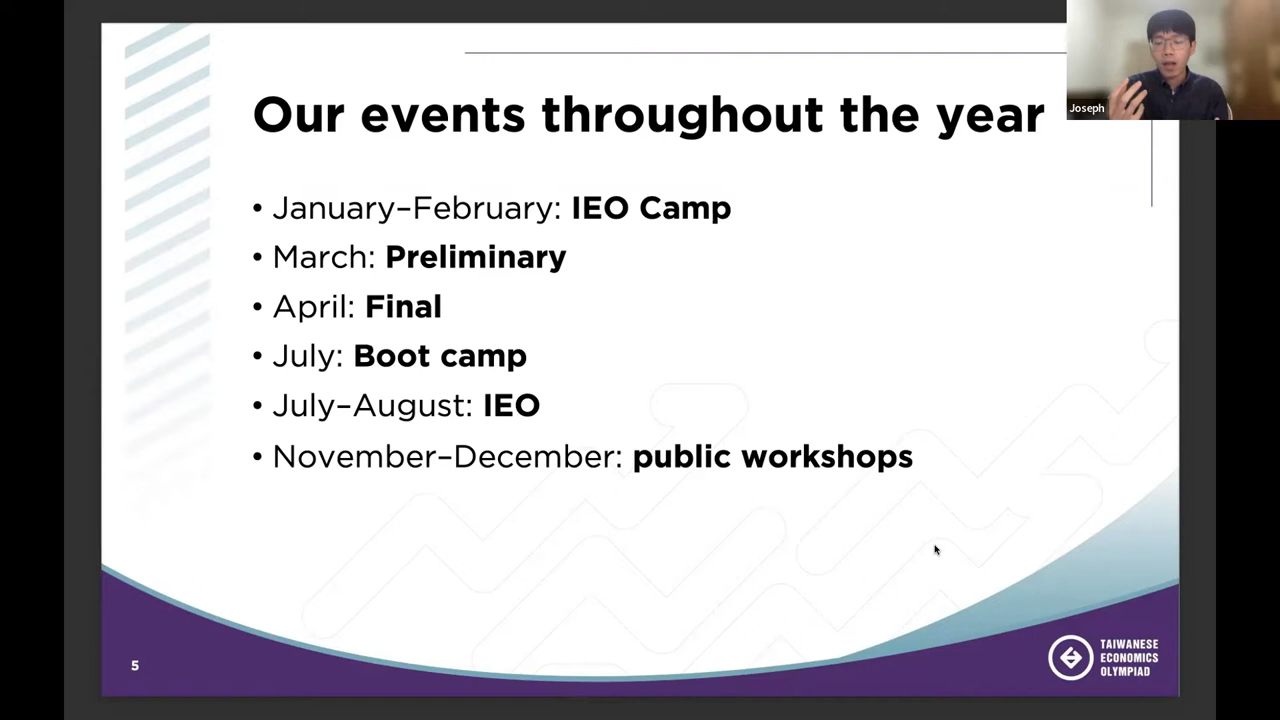 Our events throughout the year
Joseph
• January–February: IEO Camp
• March: Preliminary
• April: Final
• July: Boot camp
• July–August: IEO
• November–December: public workshops
5
TAIWANESE
ECONOMICS
OLYMPIAD